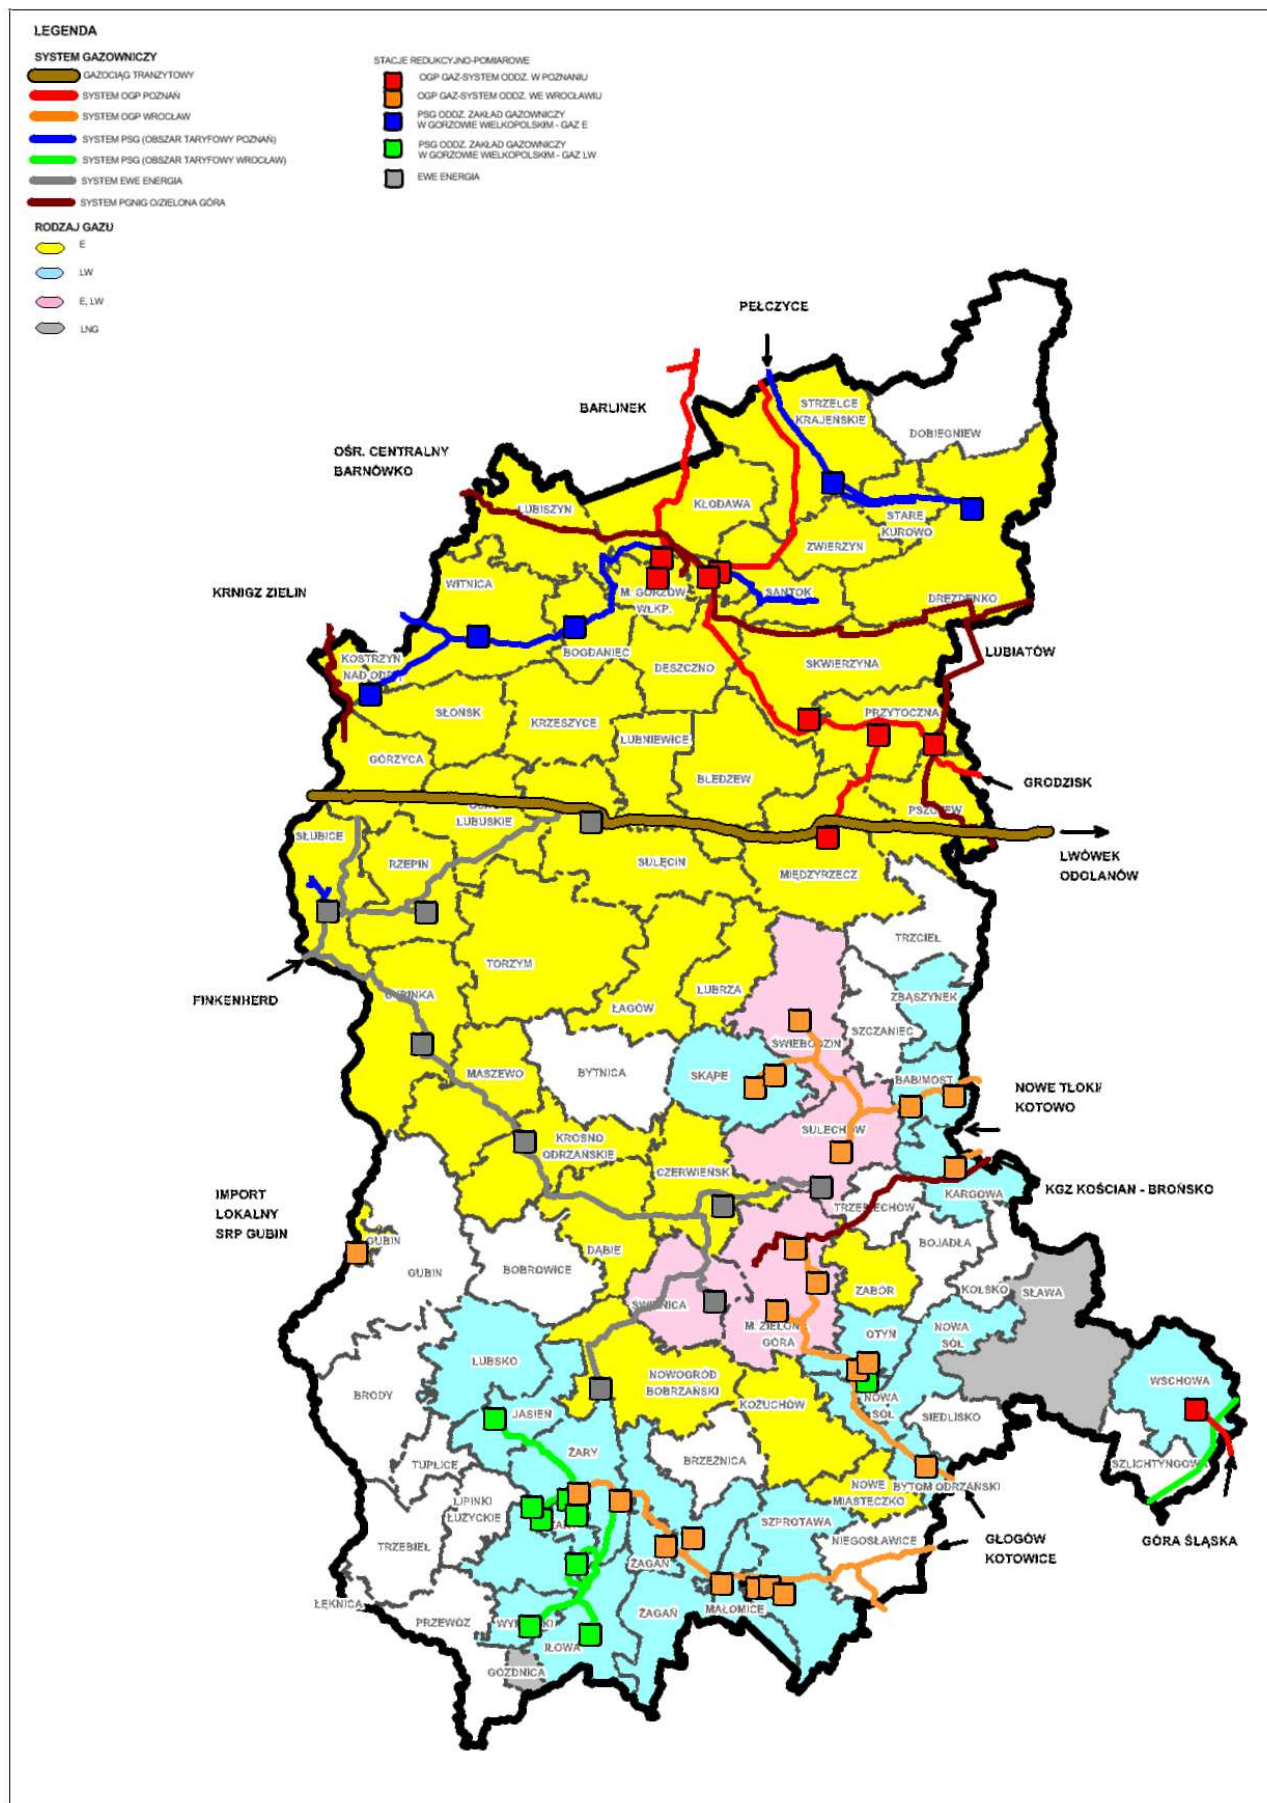 LEGENDA
SYSTEM GAZOWNICZY
GAZOCIĄG TRANZYTOWY
SYSTEM OGP POZNAŃ
SYSTEM OGP WROCŁAW
SYSTEM PSG (OBSZAR TARYFOWY POZNAŃ)
SYSTEM PSG (OBSZAR TARYFOWY WROCŁAW)
SYSTEM EWE ENERGIA
SYSTEM PGNIG O/ZIELONA GÓRA
RODZAJ GAZU
E
LW
E, LW
LNG
STACJE REDUKCYJNO-POMIAROWE
OGP GAZ-SYSTEM ODDZ. W POZNANIU
OGP GAZ-SYSTEM ODDZ. WE WROCŁAWIU
PSG ODDZ. ZAKŁAD GAZOWNICZY
W GORZOWIE WIELKOPOLSKIM - GAZ E
PSG ODDZ. ZAKŁAD GAZOWNICZY
W GORZOWIE WIELKOPOLSKIM - GAZ LW
EWE ENERGIA
PEŁCZYCE
BARLINEK
STRZELCE
KRAJEŃSKIE
DOBIEGNIEW
OŚR. CENTRALNY
BARNÓWKO
KŁODAWA
LUBISZYN
STARE
KUROWO
ZWIERZYN
WITNICA
M. GORZÓW
WLKP.
SANTOK
DREZDENKO
KRNIGZ ZIELIN
BOGDANIEC
KOSTRZYN
NAD ODRĄ
DESZCZNO
SKWIERZYNA
LUBIATÓW
SŁOŃSK
KRZESZYCE
LUBNIEWICE
PRZYTOCZNA
GÓRZYCA
BLEDZEW
GRODZISK
PSZCZEW
LUBUSKIE
SŁUBICE
RZEPIN
SULĘCIN
MIĘDZYRZECZ
LWÓWEK
ODOLANÓW
TRZCIEL
TORZYM
LUBRZA
ŁAGÓW
FINKENHERD
CYBINKA
ZBĄSZYNEK
SZCZANIEC
ŚWIEBODZIN
MASZEWO
BYTNICA
SKĄPE
BABIMOST
NOWE TŁOKI/
KOTOWO
SULECHÓW
KROSNO
ODRZAŃSKIE
CZERWIEŃSK
KARGOWA
KGZ KOŚCIAN - BROŃSKO
TRZEBIECHÓW
IMPORT
LOKALNY
SRP GUBIN
GUBIN
GUBIN
DĄBIE
BOJADŁA
BOBROWICE
ZABÓR
KOLSKO
SŁAWA
ŚWIDNICA
M. ZIELONA
GÓRA
OTYŃ
NOWA
SÓL
LUBSKO
NOWOGRÓD
BOBRZAŃSKI
KOŻUCHÓW
WSCHOWA
BRODY
JASIEŃ
NOWA
SÓL
SIEDLISKO
ŻARY
BRZEŹNICA
TUPLICE
SZLICHTYNGOWA
NOWE
MIASTECZKO
BYTOM ODRZAŃSKI
LIPINKI
ŁUŻYCKIE
SZPROTAWA
NIEGOSŁAWICE
GŁOGÓW
KOTOWICE
GÓRA ŚLĄSKA
TRZEBIEL
ŻAGAŃ
ŁĘKNICA
PRZEWÓZ
ŻAGAŃ
MAŁOMICE
IŁOWA
GOZDNICA